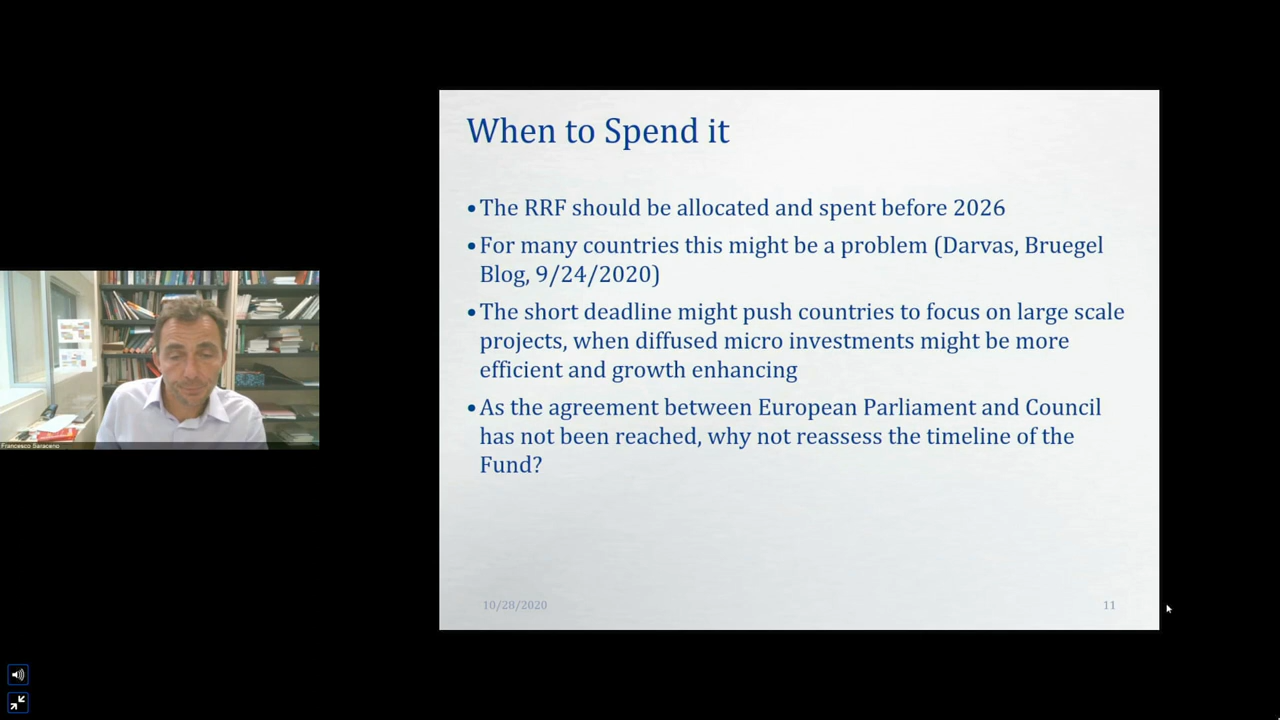 When to Spend it
•The RRF should be allocated and spent before 2026
•For many countries this might be a problem (Darvas, Bruegel
Blog, 9/24/2020)
•The short deadline might push countries to focus on large scale
projects, when diffused micro investments might be more
efficient and growth enhancing
•As the agreement between European Parliament and Council
has not been reached, why not reassess the timeline of the
Fund?
Francesco Saraceno
10/28/2020
11